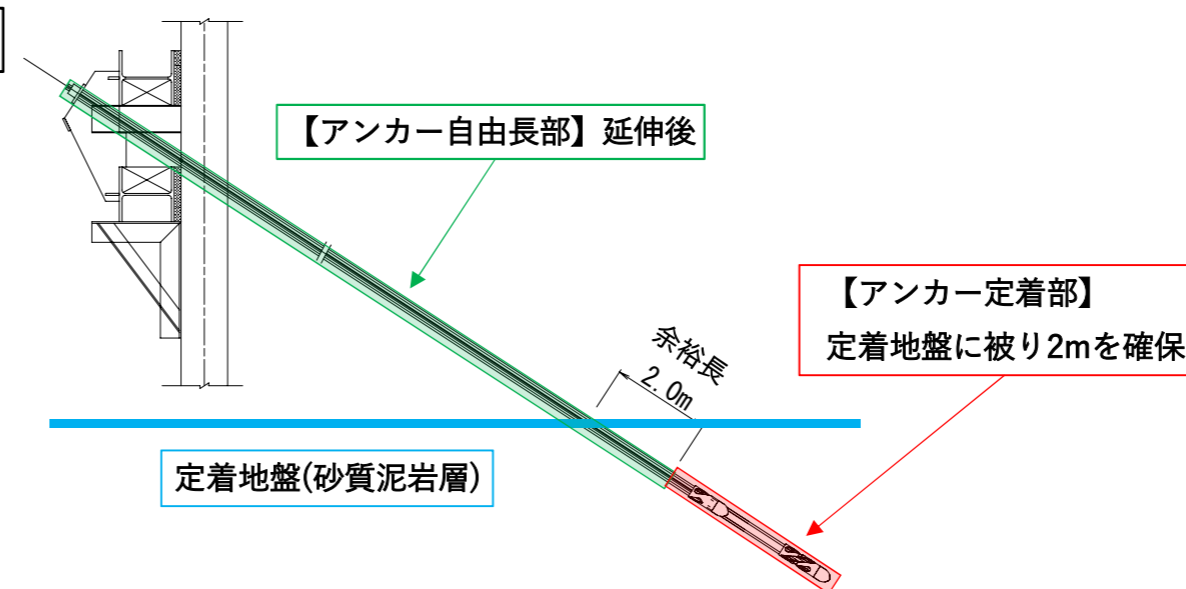 【アンカー自由長部】延伸後
【アンカー定着部】
定着地盤に被り2mを確保
余裕長
2.0m
定着地盤(砂質泥岩層)